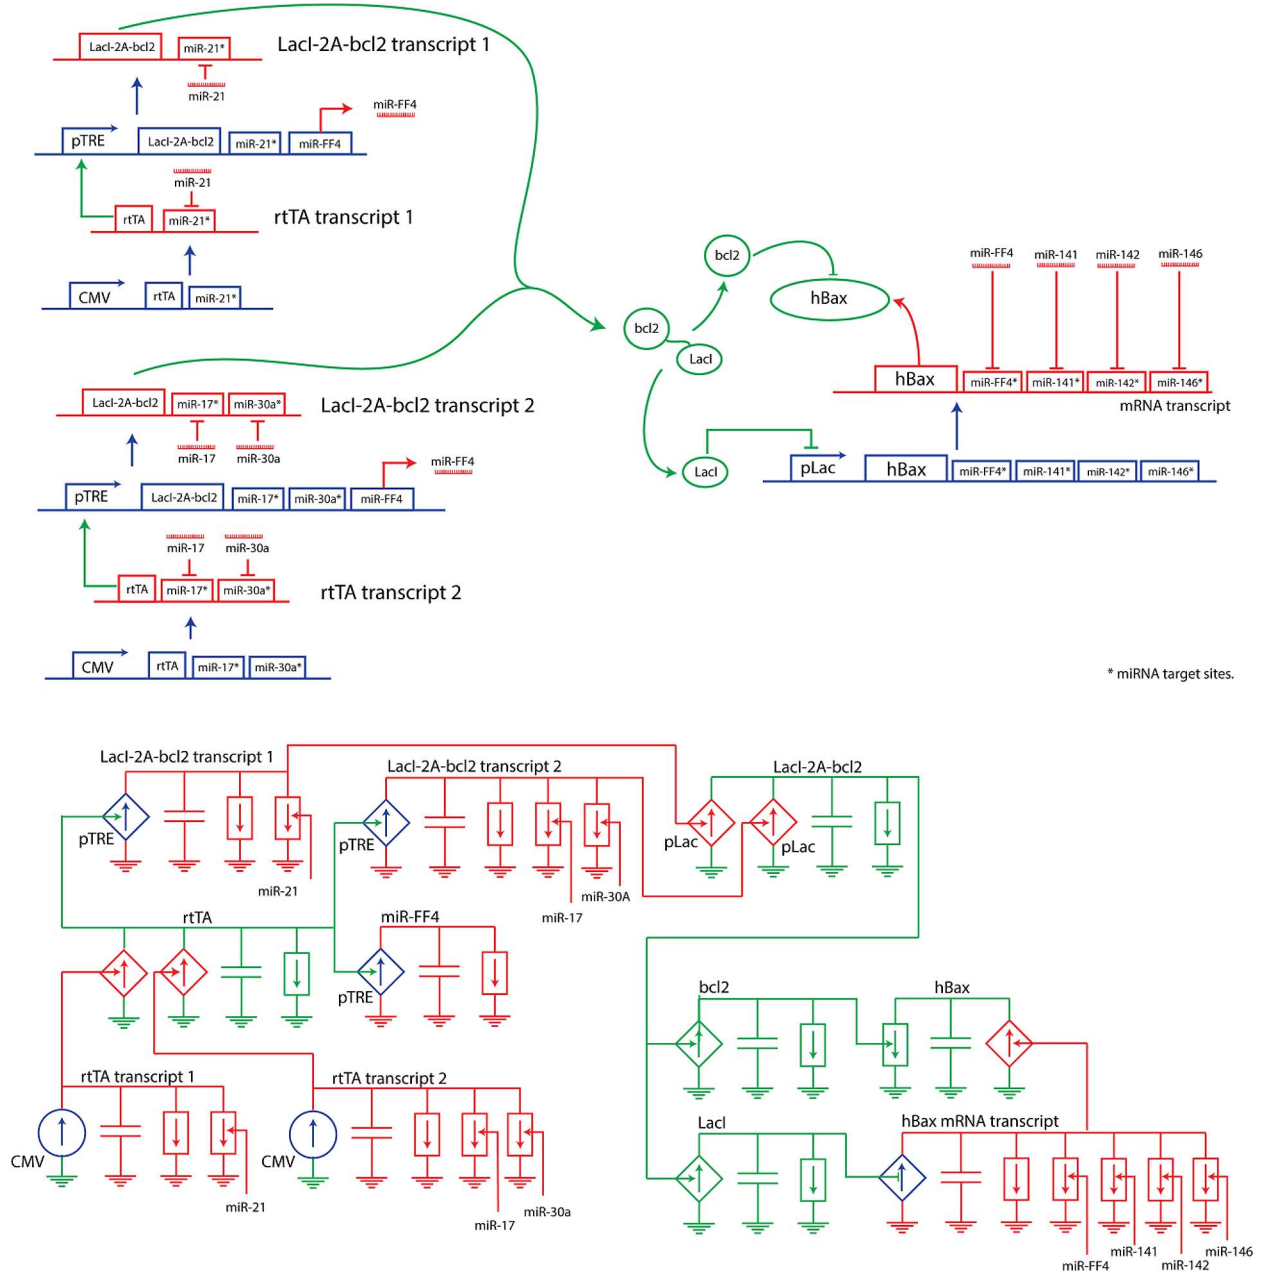 LacI-2A-bcl2
miR-21*
LacI-2A-bcl2 transcript 1
miR-21
miR-FF4
pTRE
LacI-2A-bcl2
miR-21*
miR-FF4
miR-21
rtTA
miR-21*
rtTA transcript 1
CMV
rtTA
miR-21*
LacI-2A-bcl2
miR-17*
miR-30a*
LacI-2A-bcl2 transcript 2
miR-17
miR-30a
miR-FF4
pTRE
LacI-2A-bcl2
miR-17*
miR-30a*
miR-FF4
miR-17
miR-30a
rtTA
miR-17*
miR-30a*
rtTA transcript 2
CMV
rtTA
miR-17*
miR-30a*
bcl2
hBax
bcl2
LacI
LacI
miR-FF4
miR-141
miR-142
miR-146
hBax
miR-FF4*
miR-141*
miR-142*
miR-146*
mRNA transcript
pLac
hBax
miR-FF4*
miR-141*
miR-142*
miR-146*
* miRNA target sites.
LacI-2A-bcl2 transcript 1
pTRE
miR-21
LacI-2A-bcl2 transcript 2
pTRE
miR-17
miR-30A
LacI-2A-bcl2
pLac
pLac
rtTA
miR-FF4
pTRE
rtTA transcript 1
CMV
miR-21
rtTA transcript 2
CMV
miR-17
miR-30a
bcl2
hBax
LacI
hBax mRNA transcript
miR-FF4
miR-141
miR-142
miR-146